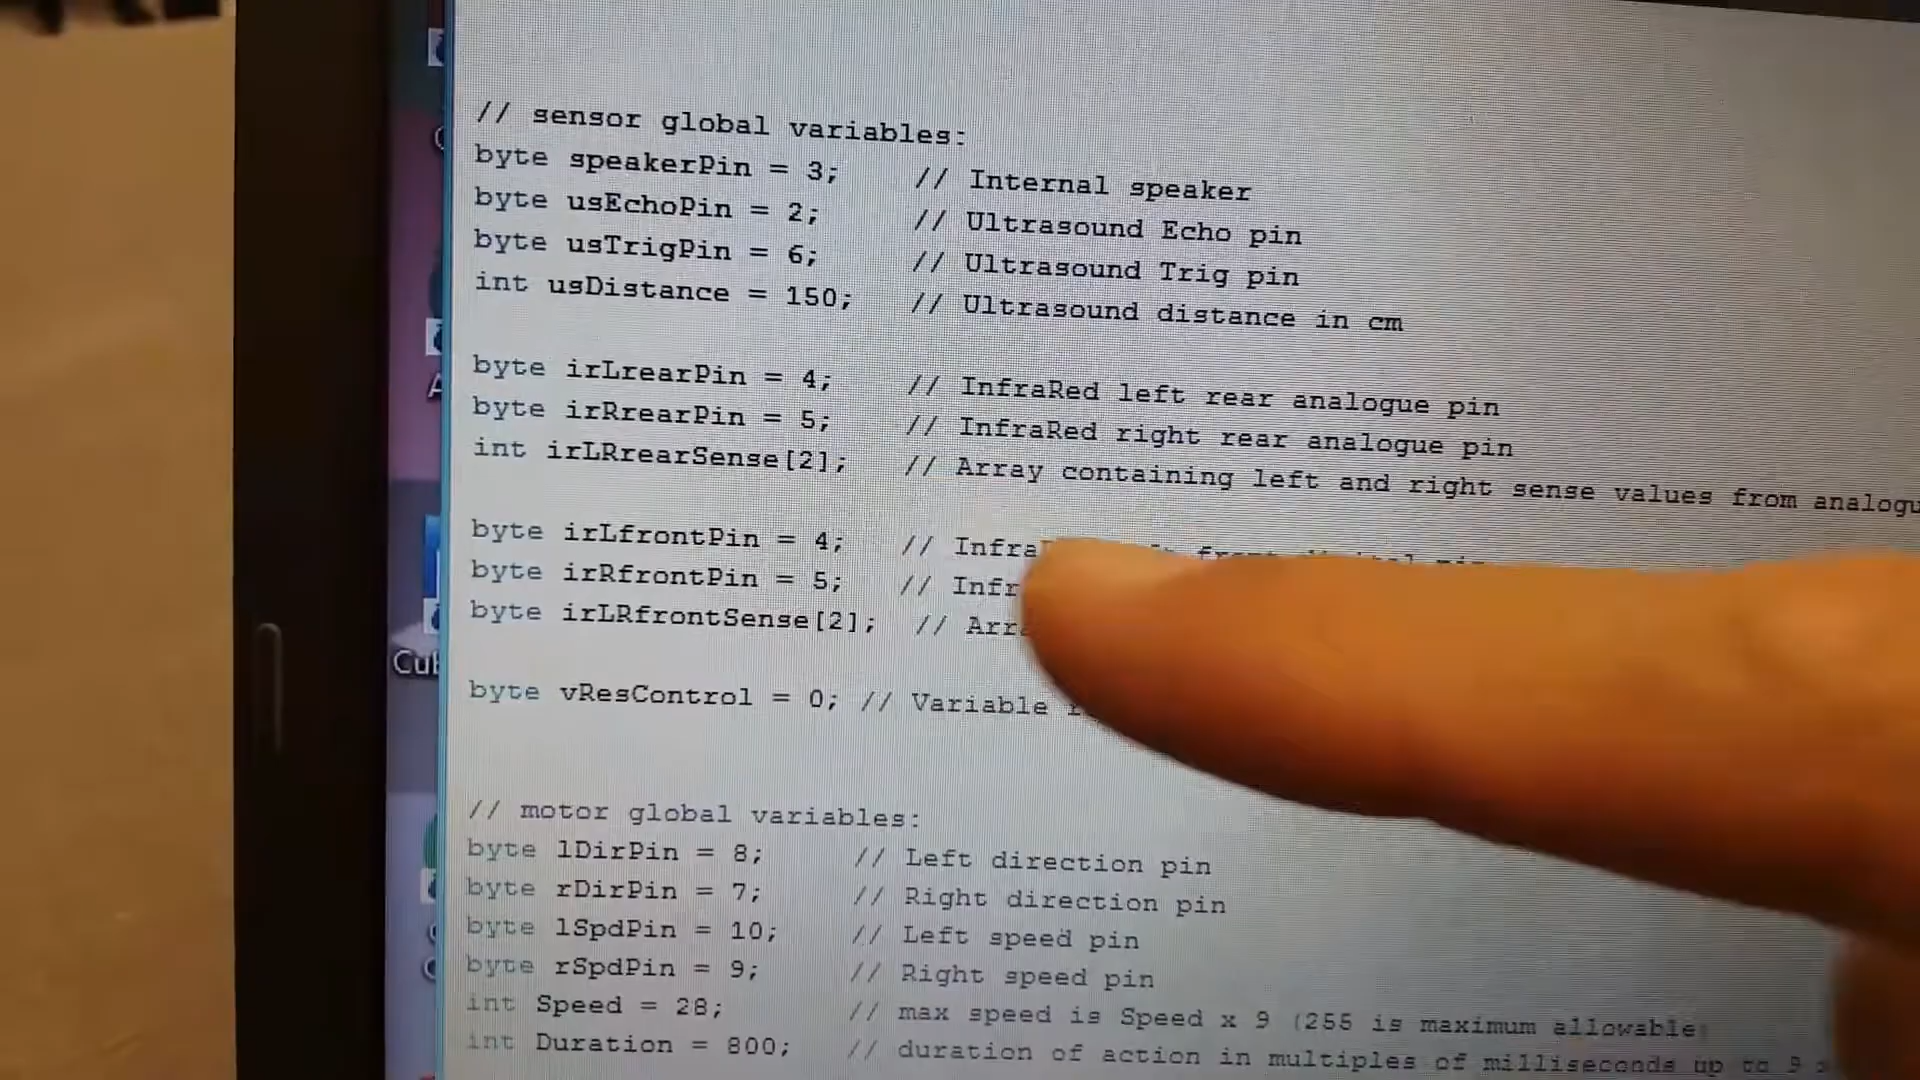 // sensor global variables:
byte speakerPin = 3; // Internal speaker
byte usEchoPin = 2; // Ultrasound Echo pin
byte usTrigPin = 6; // Ultrasound Trig pin
int usDistance = 150; // Ultrasound distance in cm
byte irLrearPin = 4; // InfraRed left rear analogue pin
byte irRrearPin = 5; // InfraRed right rear analogue pin
int irLRrearSense[2]; // Array containing left and right sense values from analogu
byte irLfrontPin = 4; // Infra
byte irRfrontPin = 5; // Infr
byte irLRfrontSense[2]; // Arr
byte vResControl = 0; // Variable
// motor global variables:
byte lDirPin = 8; // Left direction pin
byte rDirPin = 7; // Right direction pin
byte lSpdPin = 10; // Left speed pin
byte rSpdPin = 9; // Right speed pin
int Speed = 28; // max speed is Speed x 9 (255 is maximum allowable
int Duration = 800; // duration of action in multiples of milliseconds up to 9
Cu